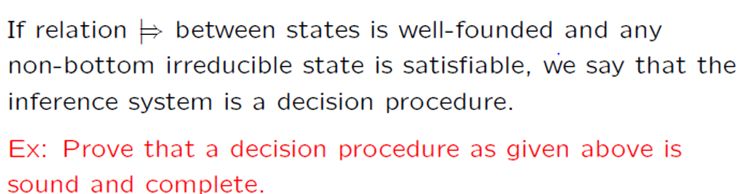 If relation |⇒ between states is well-founded and any
non-bottom irreducible state is satisfiable, we say that the
inference system is a decision procedure.
Ex: Prove that a decision procedure as given above is
sound and complete.